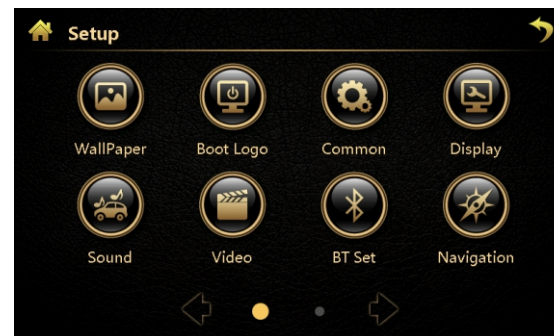 Setup
WallPaper Boot Logo Common Display
Sound Video BT Set Navigation